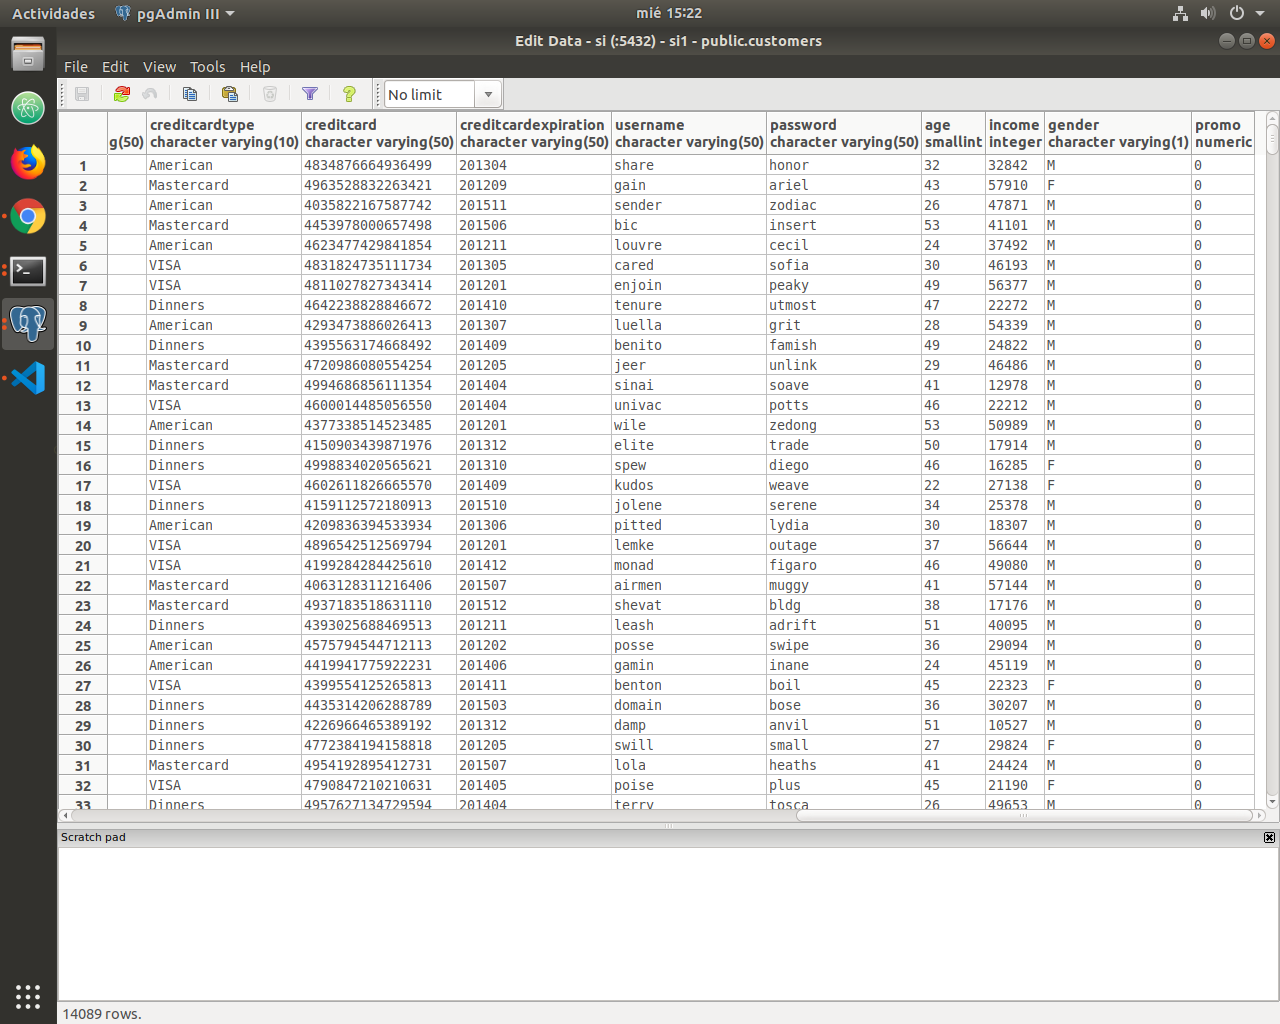 Actividades pgAdmin III mié 15:22
Edit Data - si (:5432) - si1 - public.customers
File Edit View Tools Help
No limit
creditcardtype creditcard creditcardexpiration username password age income gender promo
g(50) character varying(10) character varying(50) character varying(50) character varying(50) character varying(50) smallint integer character varying(1) numeric
1 American 4834876664936499 201304 share honor 32 32842 M 0
2 Mastercard 4963528832263421 201209 gain ariel 43 57910 F 0
3 American 4035822167587742 201511 sender zodiac 26 47871 M 0
4 Mastercard 4453978000657498 201506 bic insert 53 41101 M 0
5 American 4623477429841854 201211 louvre cecil 24 37492 M 0
6 VISA 4831824735111734 201305 cared sofia 30 46193 M 0
7 VISA 4811027827343414 201201 enjoin peaky 49 56377 M 0
8 Dinners 4642238828846672 201410 tenure utmost 47 22272 M 0
9 American 4293473886026413 201307 luella grit 28 54339 M 0
10 Dinners 4395563174668492 201409 benito famish 49 24822 M 0
11 Mastercard 4720986080554254 201205 jeer unlink 29 46486 M 0
12 Mastercard 4994686856111354 201404 sinai soave 41 12978 M 0
13 VISA 4600014485056550 201404 univac potts 46 22212 M 0
14 American 4377338514523485 201201 wile zedong 53 50989 M 0
15 Dinners 4150903439871976 201312 elite trade 50 17914 M 0
16 Dinners 4998834020565621 201310 spew diego 46 16285 F 0
17 VISA 4602611826665570 201409 kudos weave 22 27138 F 0
18 Dinners 4159112572180913 201510 jolene serene 34 25378 M 0
19 American 4209836394533934 201306 pitted lydia 30 18307 M 0
20 VISA 4896542512569794 201201 lemke outage 37 56644 M 0
21 VISA 4199284284425610 201412 monad figaro 46 49080 M 0
22 Mastercard 4063128311216406 201507 airmen muggy 41 57144 M 0
23 Mastercard 4937183518631110 201512 shevat bldg 38 17176 M 0
24 Dinners 4393025688469513 201211 leash adrift 51 40095 M 0
25 American 4575794544712113 201202 posse swipe 36 29094 M 0
26 American 4419941775922231 201406 gamin inane 24 45119 M 0
27 VISA 4399554125265813 201411 benton boil 45 22323 F 0
28 Dinners 4435314206288789 201503 domain bose 36 30207 M 0
29 Dinners 4226966465389192 201312 damp anvil 51 10527 M 0
30 Dinners 4772384194158818 201205 swill small 27 29824 F 0
31 Mastercard 4954192895412731 201507 lola heaths 41 24424 M 0
32 VISA 4790847210210631 201405 poise plus 45 21190 F 0
33 Dinners 4957627134729594 201404 terry tosca 26 49653 M 0
Scratch pad
14089 rows.